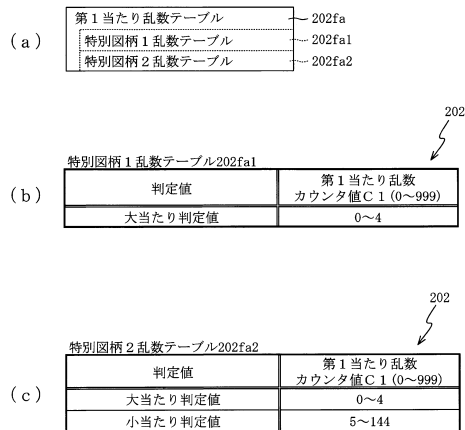 (a)
第1当たり乱数テーブル 202fa
特別図柄1乱数テーブル 202fa1
特別図柄2乱数テーブル 202fa2
202
特別図柄1乱数テーブル202fa1
(b)
判定値 第1当たり乱数
カウンタ値C1(0~999)
大当たり判定値 0~4
202
特別図柄2乱数テーブル202fa2
(c)
判定値 第1当たり乱数
カウンタ値C1(0~999)
大当たり判定値 0~4
小当たり判定値 5~144